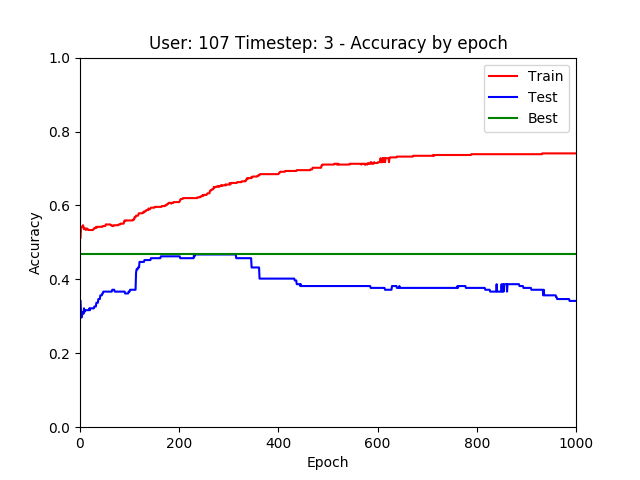 User: 107 Timestep: 3 - Accuracy by epoch
1.0
0.8
0.6
0.4
0.2
0.0
Accuracy
0 200 400 600 800 1000
Epoch
Train
Test
Best